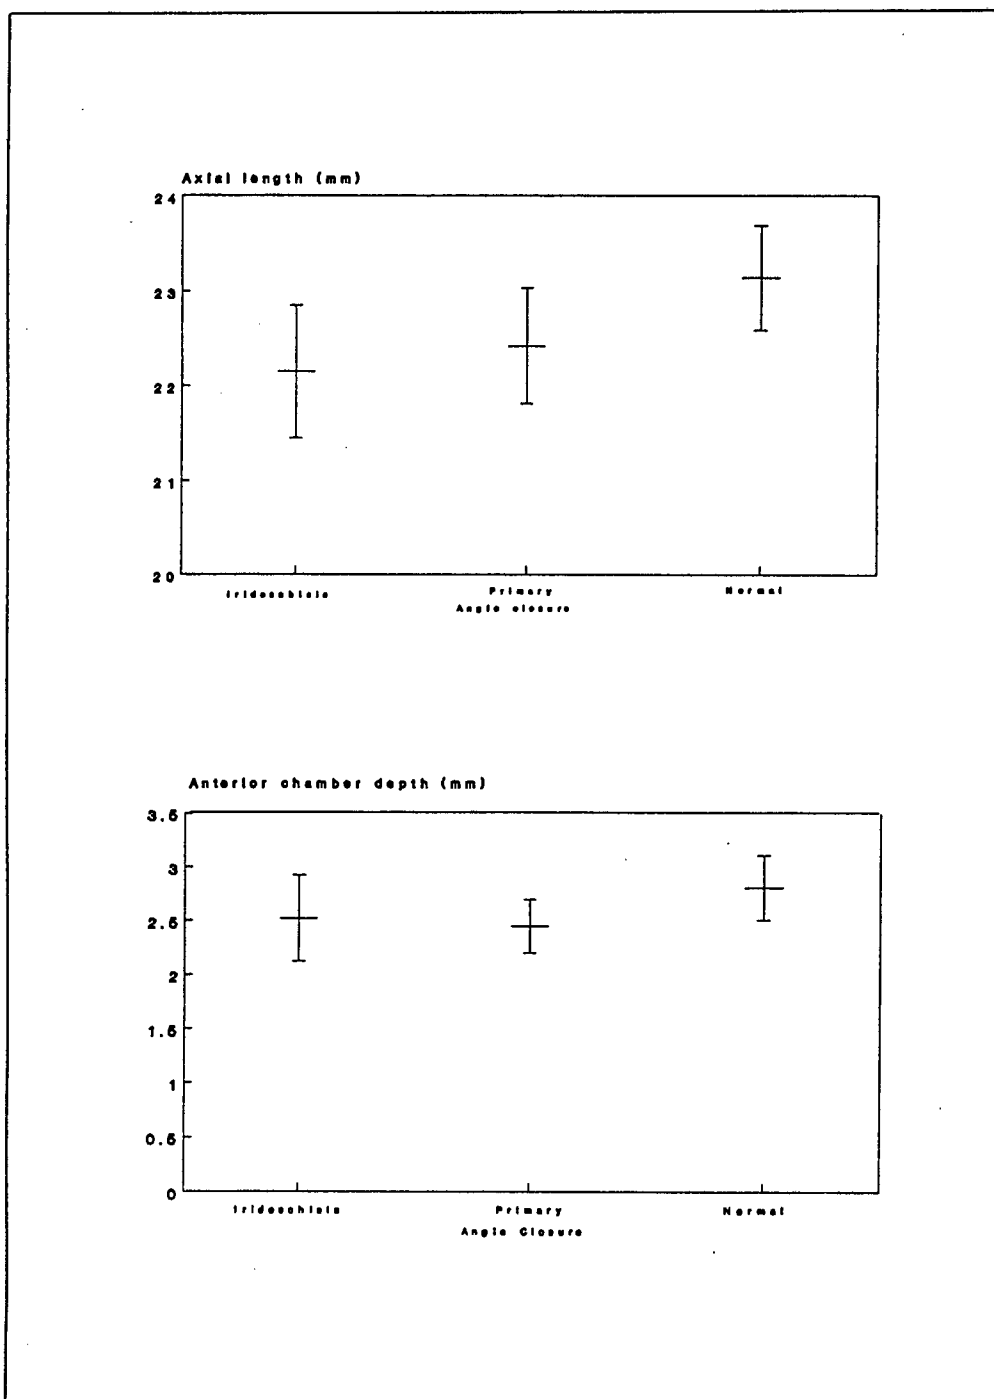 Axial length (mm)
24
23
22
21
20
Iridoschisis
Primary
Normal
Angle closure
Anterior chamber depth (mm)
3.5
3
2.5
2
1.5
1
0.5
0
Iridoschisis
Primary
Normal
Angle Closure